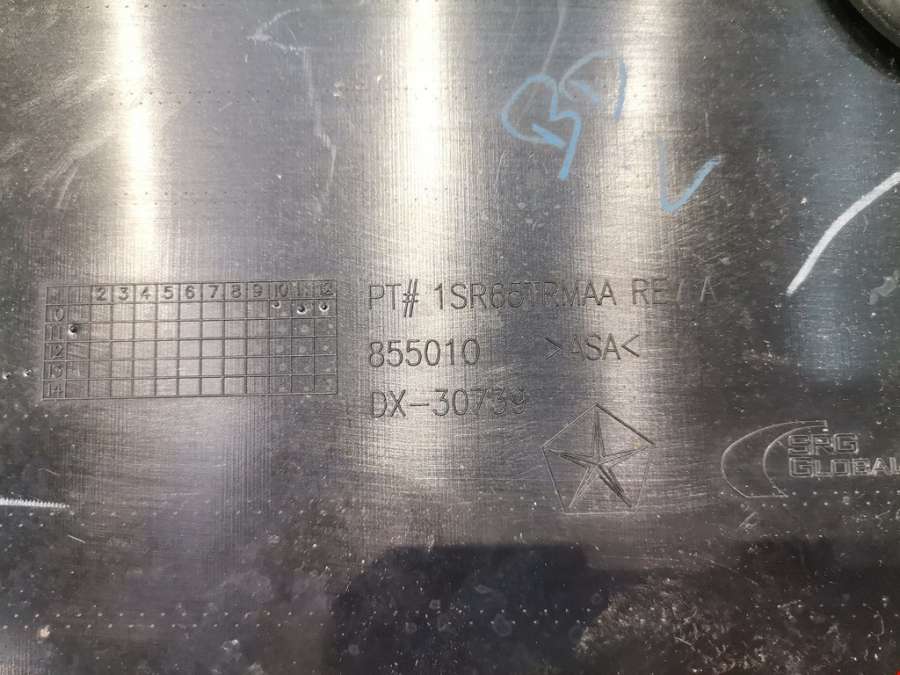 M 1 2 3 4 5 6 7 8 9 10 11 12
10
11
12
13
14
PT# 1SR65TRMAA REV A
855010 >ASA<
DX-30739
SRG
GLOBAL